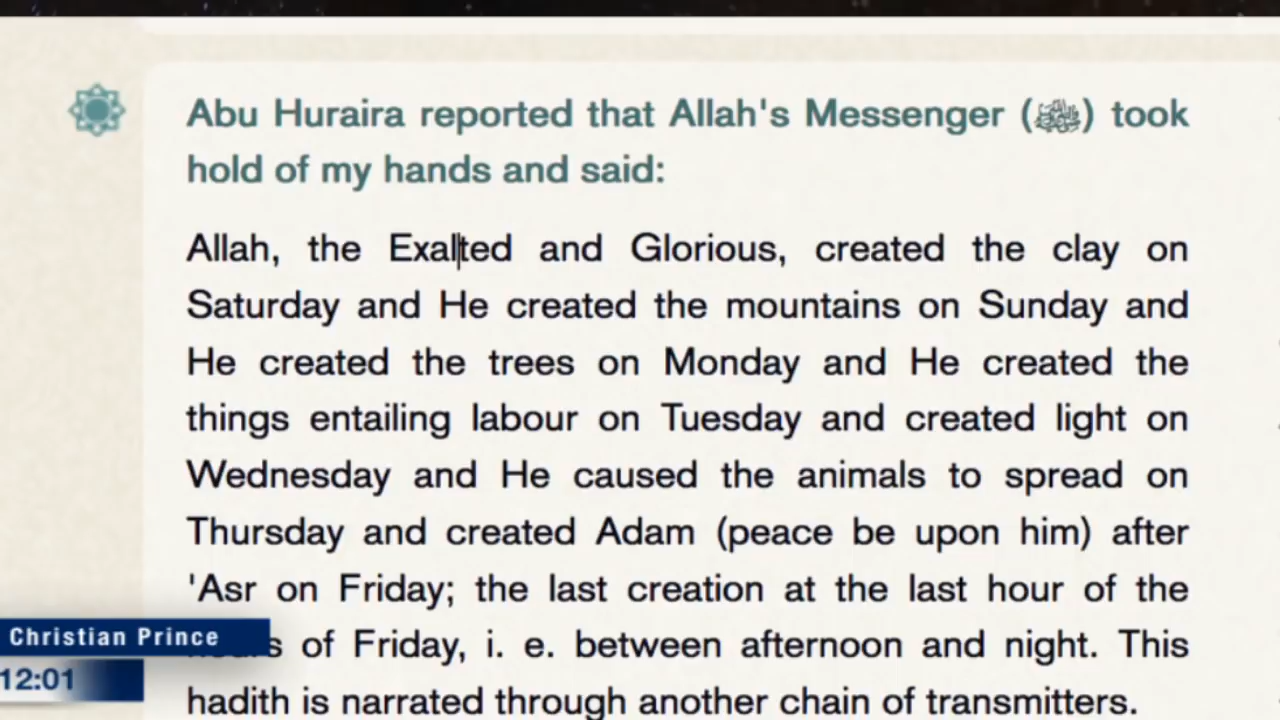 Abu Huraira reported that Allah's Messenger (ﷺ) took
hold of my hands and said:
Allah, the Exalted and Glorious, created the clay on
Saturday and He created the mountains on Sunday and
He created the trees on Monday and He created the
things entailing labour on Tuesday and created light on
Wednesday and He caused the animals to spread on
Thursday and created Adam (peace be upon him) after
'Asr on Friday; the last creation at the last hour of the
of Friday, i. e. between afternoon and night. This
hadith is narrated through another chain of transmitters.
Christian Prince
12:01